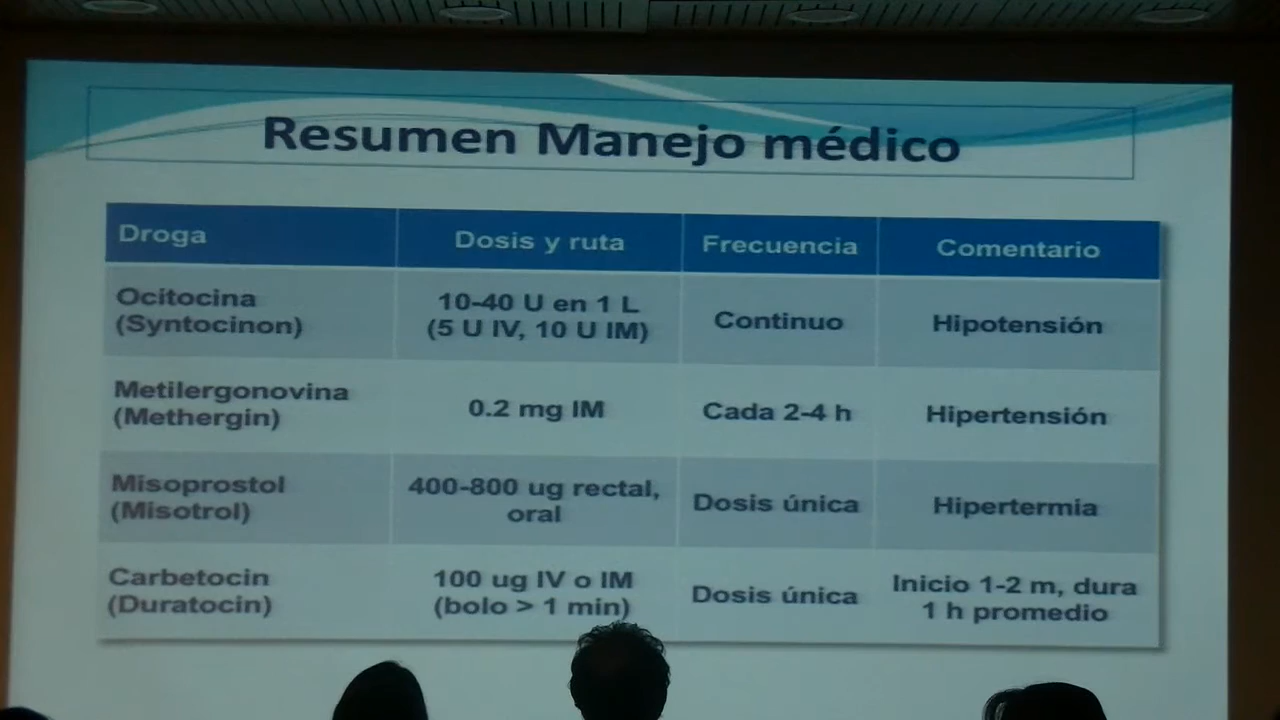 Resumen Manejo médico
Droga Dosis y ruta Frecuencia Comentario
Ocitocina
(Syntocinon)
10-40 U en 1 L
(5 U IV, 10 U IM)
Continuo
Hipotensión
Metilergonovina
(Methergin)
0.2 mg IM
Cada 2-4 h
Hipertensión
Misoprostol
(Misotrol)
400-800 ug rectal,
oral
Dosis única
Hipertermia
Carbetocin
(Duratocin)
100 ug IV o IM
(bolo > 1 min)
Dosis única
Inicio 1-2 m, dura
1 h promedio